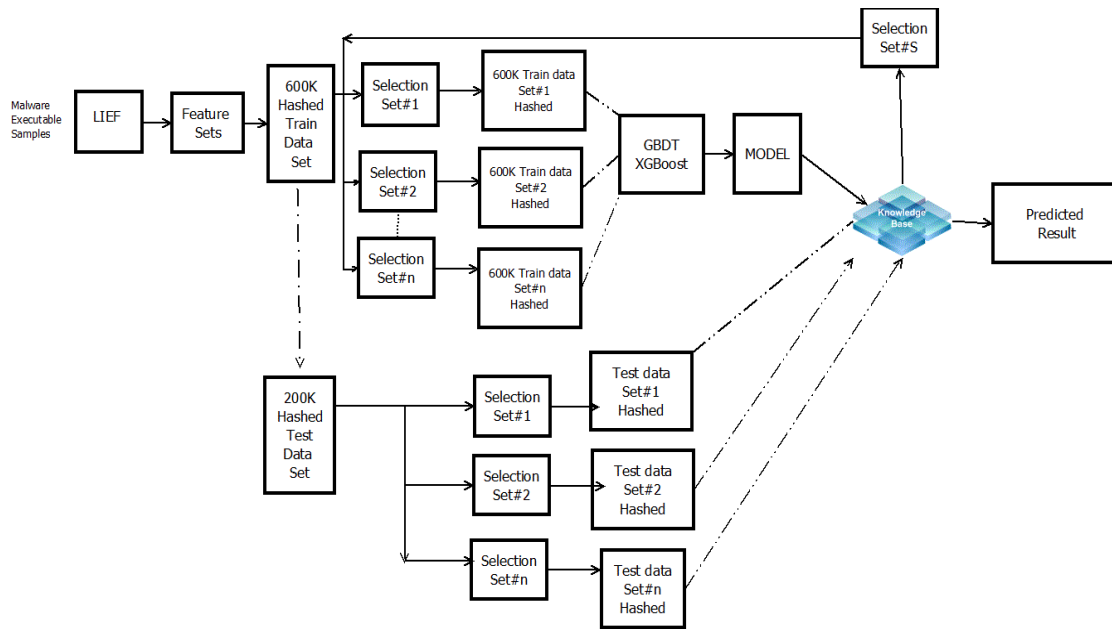 Malware
Executable
Samples
LIEF
Feature
Sets
600K
Hashed
Train
Data
Set
Selection
Set#1
600K Train data
Set#1
Hashed
Selection
Set#2
600K Train data
Set#2
Hashed
Selection
Set#n
600K Train data
Set#n
Hashed
GBDT
XGBoost
MODEL
Selection
Set#S
Knowledge
Base
Predicted
Result
200K
Hashed
Test
Data
Set
Selection
Set#1
Test data
Set#1
Hashed
Selection
Set#2
Test data
Set#2
Hashed
Selection
Set#n
Test data
Set#n
Hashed